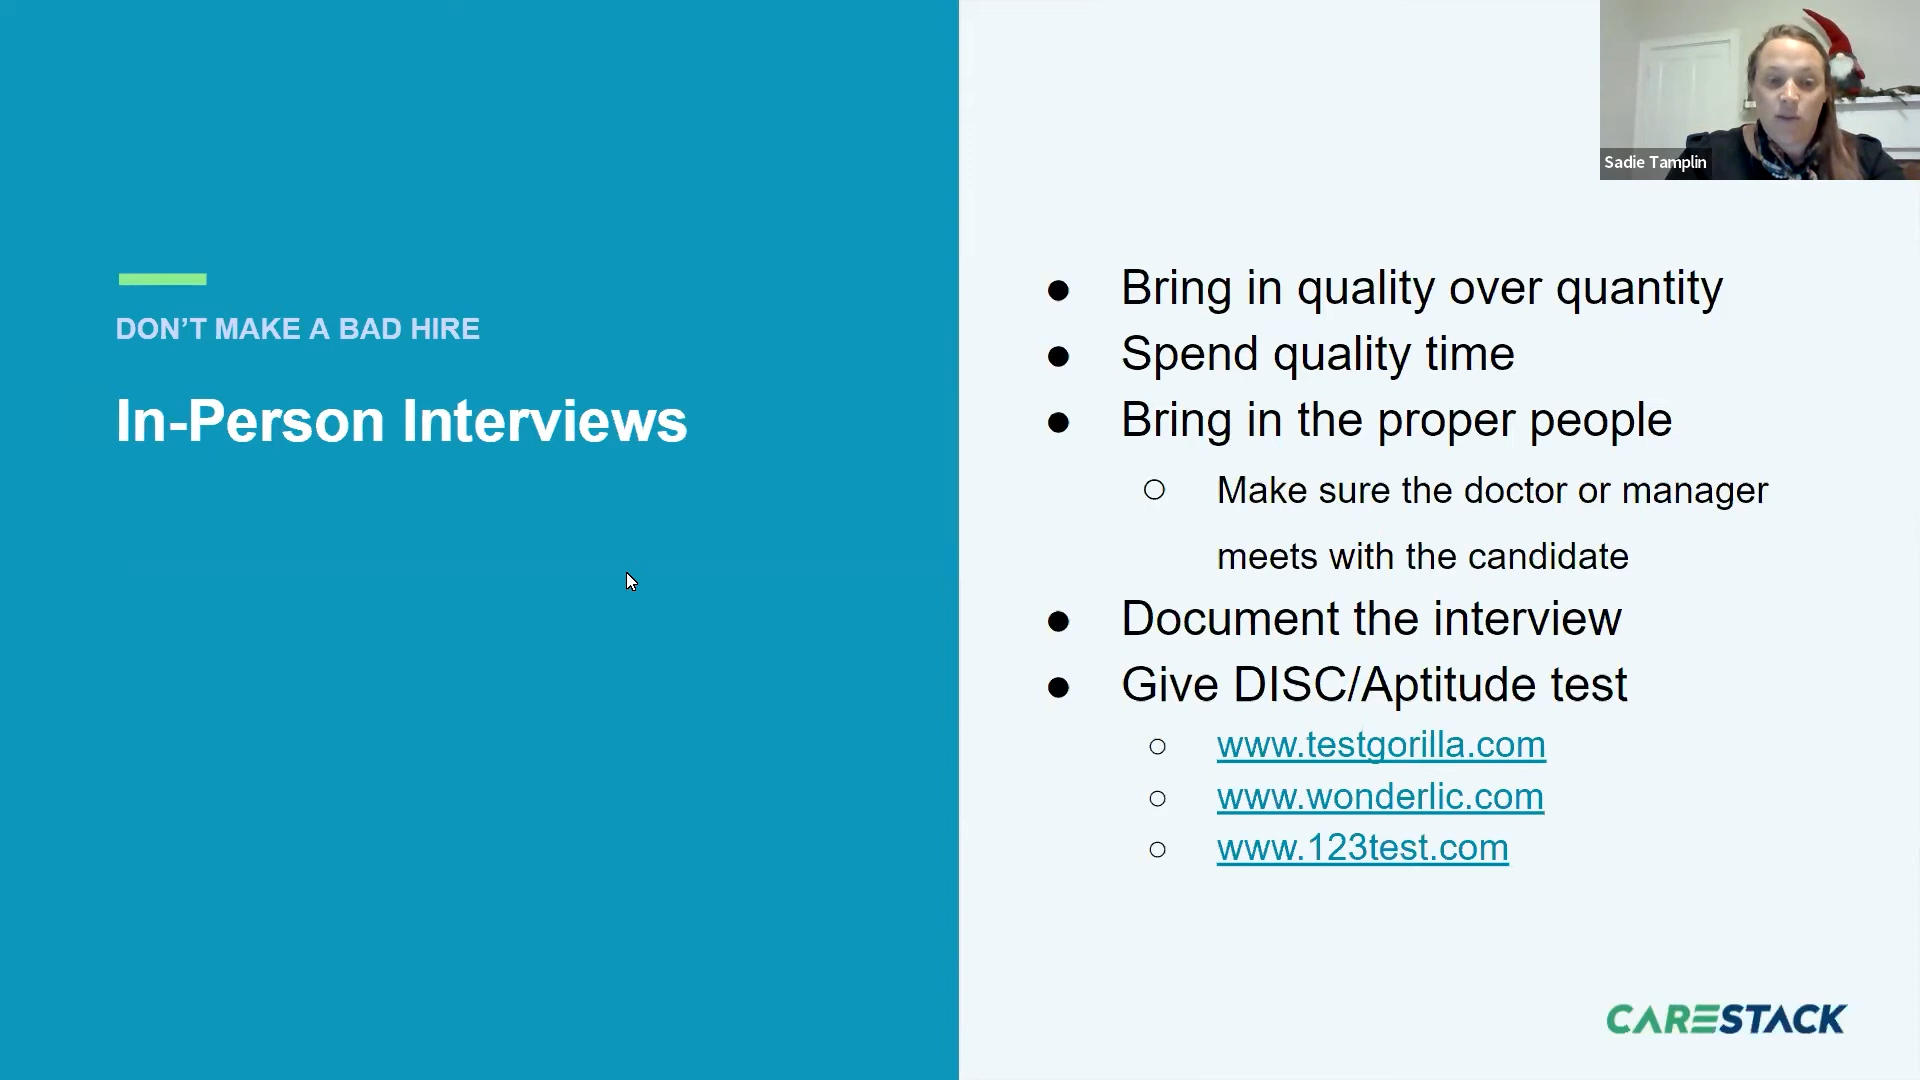 DON’T MAKE A BAD HIRE
In-Person Interviews
Sadie Tamplin
● Bring in quality over quantity
● Spend quality time
● Bring in the proper people
○ Make sure the doctor or manager
meets with the candidate
● Document the interview
● Give DISC/Aptitude test
○ www.testgorilla.com
○ www.wonderlic.com
○ www.123test.com
CARESTACK